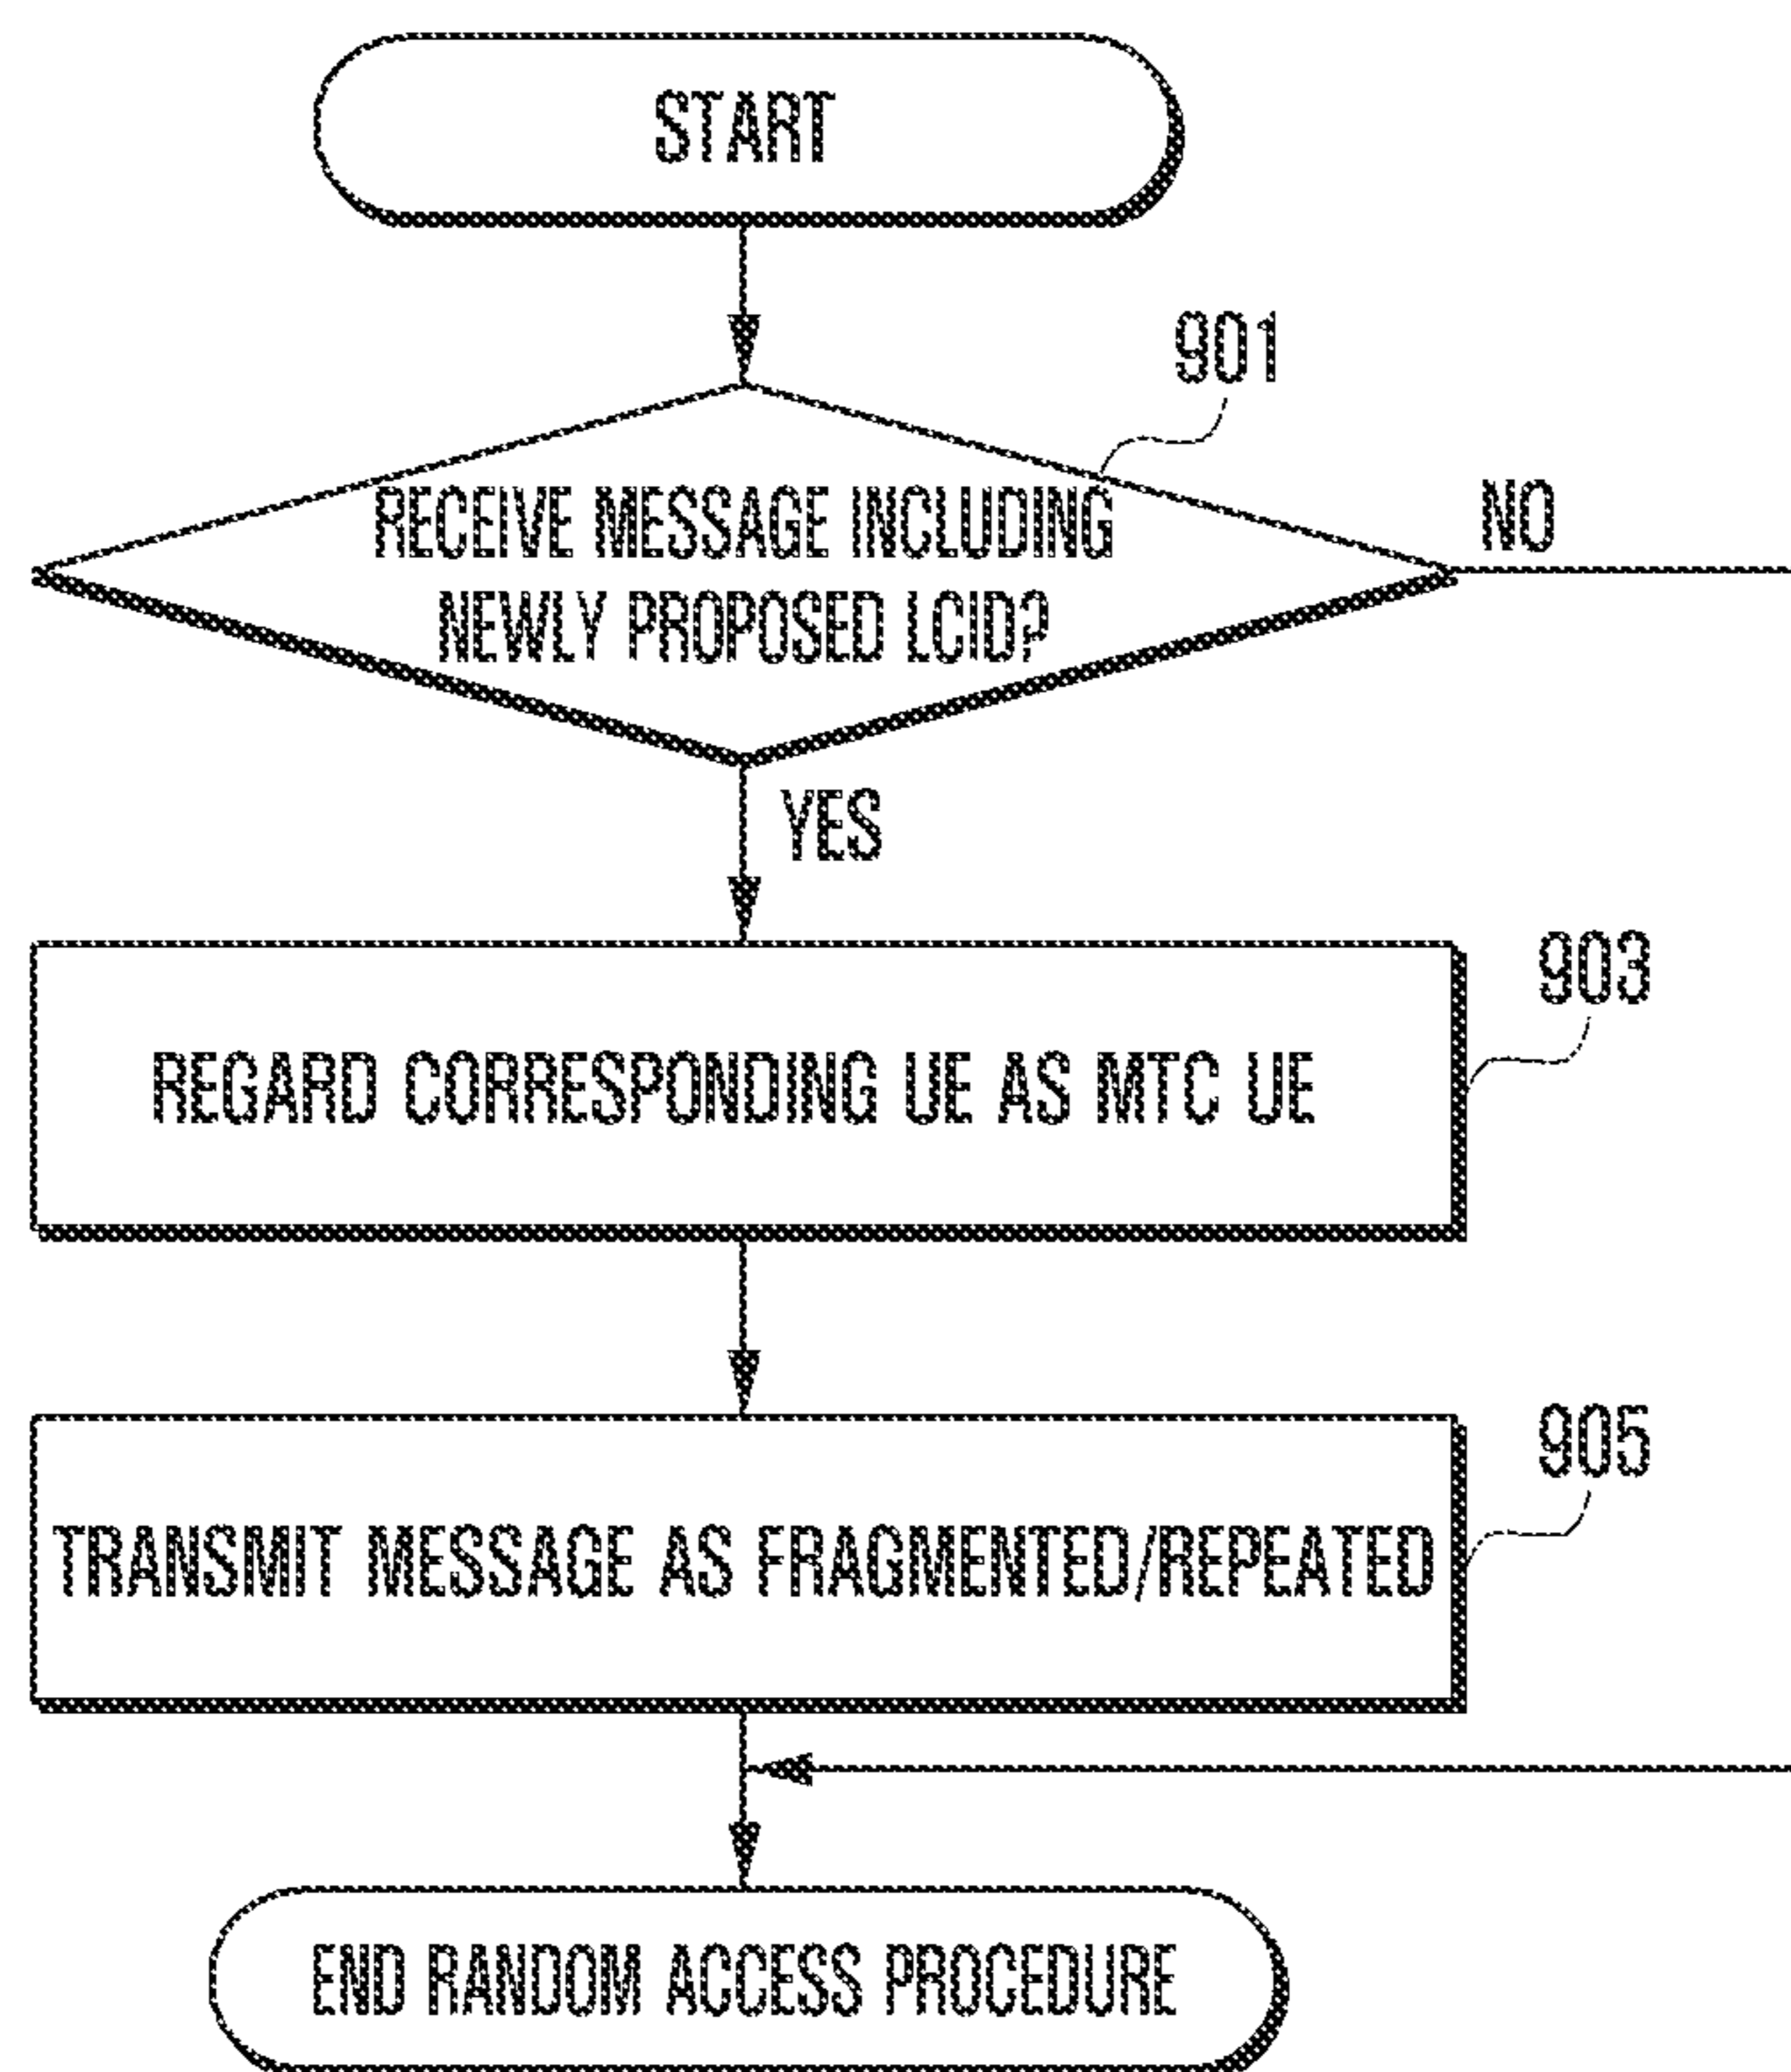 START
901
RECEIVE MESSAGE INCLUDING
NEWLY PROPOSED LCID?
NO
YES
903
REGARD CORRESPONDING UE AS MTC UE
905
TRANSMIT MESSAGE AS FRAGMENTED/REPEATED
END RANDOM ACCESS PROCEDURE